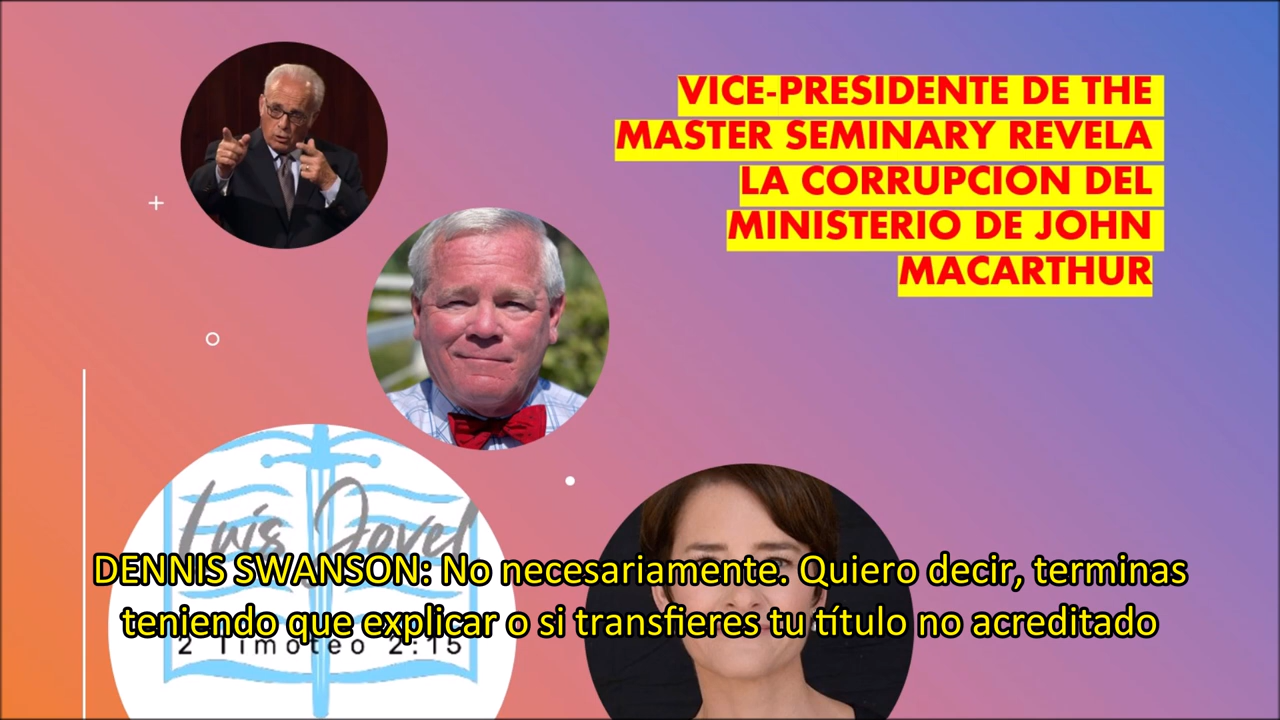 VICE-PRESIDENTE DE THE
MASTER SEMINARY REVELA
LA CORRUPCION DEL
MINISTERIO DE JOHN
MACARTHUR
Luis Jovel
DENNIS SWANSON: No necesariamente. Quiero decir, terminas
teniendo que explicar o si transfieres tu título no acreditado
2 Timoteo 2:15